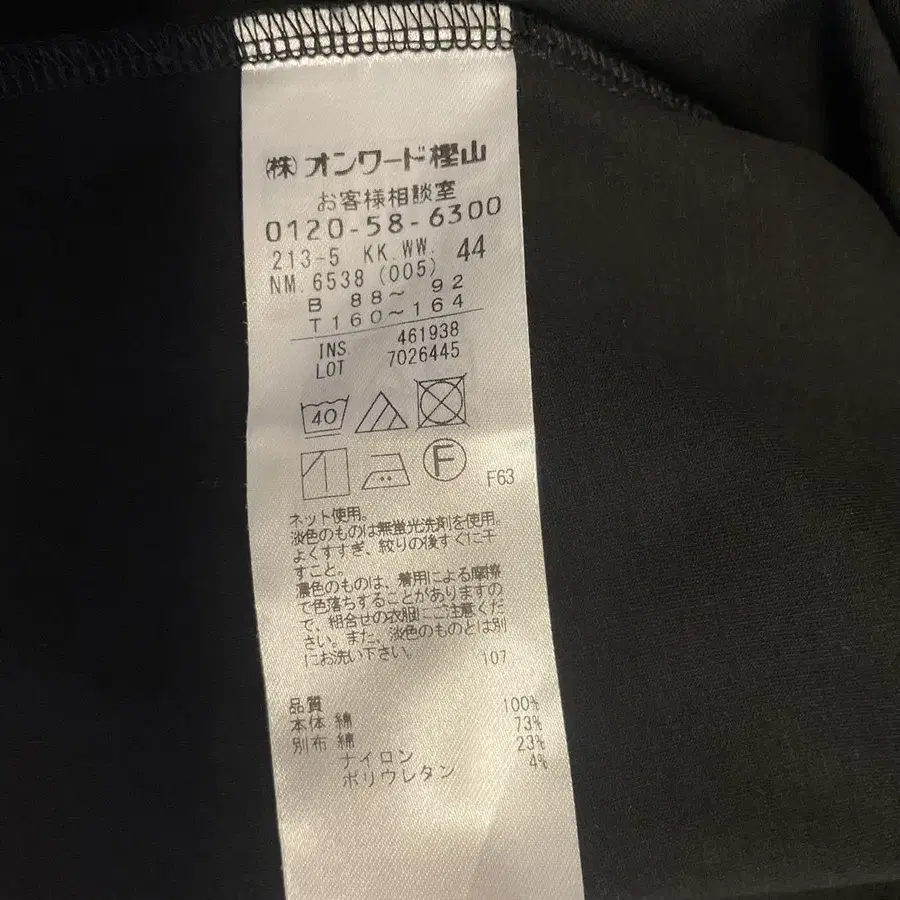 (株)オンワード樫山
お客様相談室
0120-58-6300
213-5 KK.WW. 44
NM.6538 (005)
B 88～92
T 160～164
INS 461938
LOT 7026445
40
F
F63
ネット使用。
淡色のものは無蛍光洗剤を使用。
よくすすぎ、絞りの後すぐに干
すこと。
濃色のものは、着用による摩擦
で色落ちすることがありますの
で、組合せの衣服にご注意くだ
さい。また、淡色のものとは別
にお洗い下さい。 107
品質
本体 綿 100%
別布 綿 73%
ナイロン 23%
ポリウレタン 4%